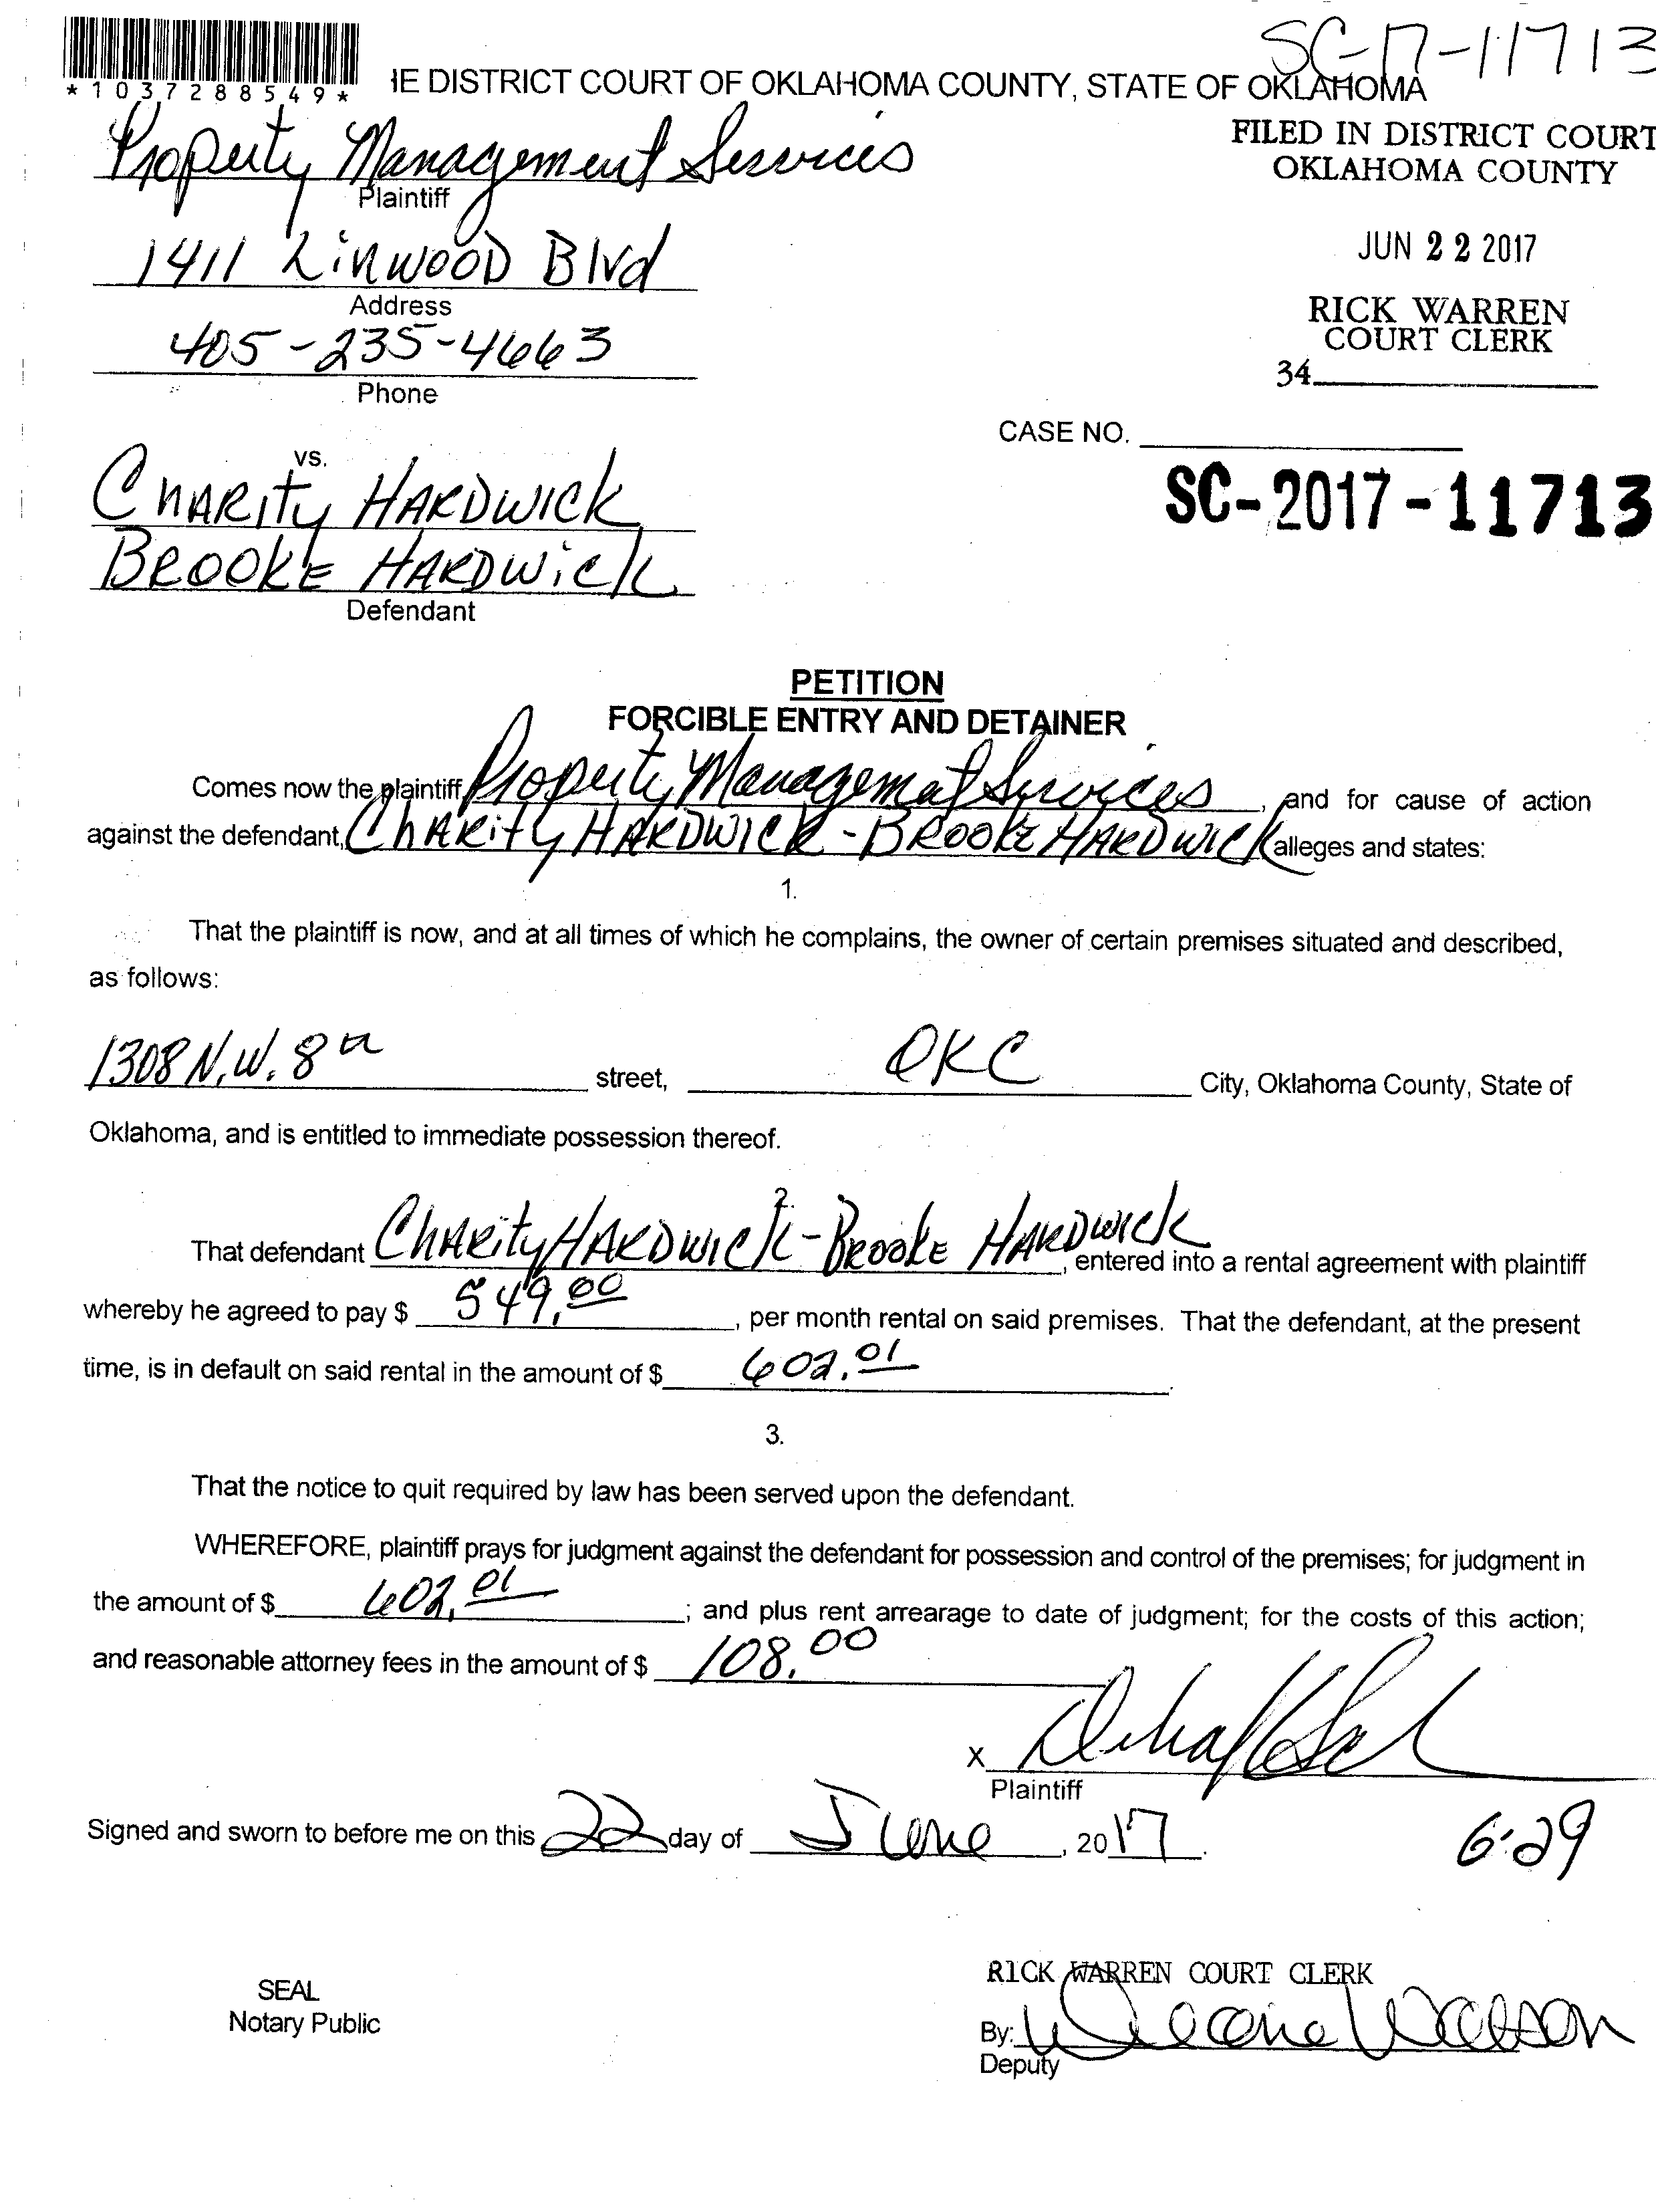 SC-17-11713
*1037288549*
IE DISTRICT COURT OF OKLAHOMA COUNTY, STATE OF OKLAHOMA
Property Management Services
Plaintiff
FILED IN DISTRICT COURT
OKLAHOMA COUNTY
1411 Linwood Blvd
Address
JUN 22 2017
405-235-4663
Phone
RICK WARREN
COURT CLERK
34
CASE NO.
SC-2017-11713
vs.
CHARITY HARDWICK
BROOKE HARDWICK
Defendant
PETITION
FORCIBLE ENTRY AND DETAINER
Comes now the plaintiff, Property Managemat Services, and for cause of action
against the defendant, CHARITY HARDWICK - BROOKE HARDWICK alleges and states:
1.
That the plaintiff is now, and at all times of which he complains, the owner of certain premises situated and described,
as follows:
1308 N.W. 8th street, OKC City, Oklahoma County, State of
Oklahoma, and is entitled to immediate possession thereof.
2.
That defendant CHARITY HARDWICK - BROOKE HARDWICK, entered into a rental agreement with plaintiff
whereby he agreed to pay $ 549.00, per month rental on said premises. That the defendant, at the present
time, is in default on said rental in the amount of $ 602.01.
3.
That the notice to quit required by law has been served upon the defendant.
WHEREFORE, plaintiff prays for judgment against the defendant for possession and control of the premises; for judgment in
the amount of $ 602.01; and plus rent arrearage to date of judgment; for the costs of this action;
and reasonable attorney fees in the amount of $ 108.00
X
Plaintiff
Signed and sworn to before me on this 22 day of June, 2017.
6:29
SEAL
Notary Public
RICK WARREN COURT CLERK
By: Watson
Deputy